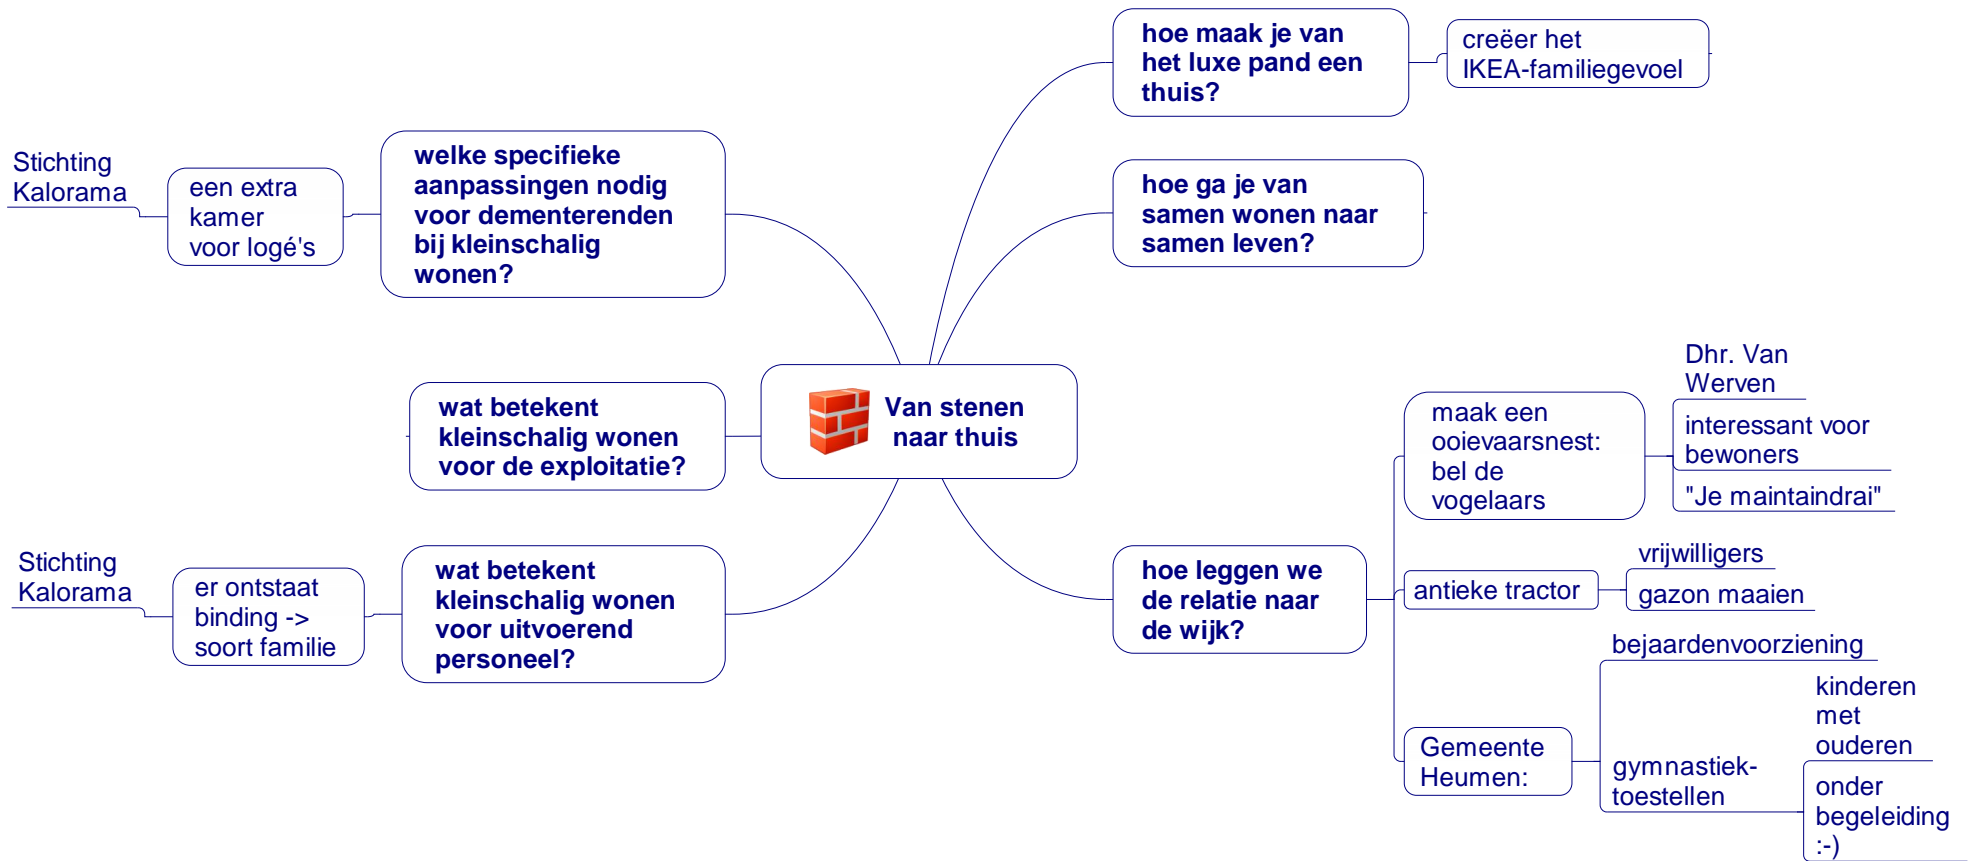 Van stenen
naar thuis
hoe maak je van
het luxe pand een
thuis?
creëer het
IKEA-familiegevoel
hoe ga je van
samen wonen naar
samen leven?
hoe leggen we
de relatie naar
de wijk?
maak een
ooievaarsnest:
bel de
vogelaars
Dhr. Van
Werven
interessant voor
bewoners
"Je maintaindrai"
antieke tractor
vrijwilligers
gazon maaien
Gemeente
Heumen:
bejaardenvoorziening
gymnastiek-
toestellen
kinderen
met
ouderen
onder
begeleiding
:-)
welke specifieke
aanpassingen nodig
voor dementerenden
bij kleinschalig
wonen?
een extra
kamer
voor logé's
Stichting
Kalorama
wat betekent
kleinschalig wonen
voor de exploitatie?
wat betekent
kleinschalig wonen
voor uitvoerend
personeel?
er ontstaat
binding ->
soort familie
Stichting
Kalorama